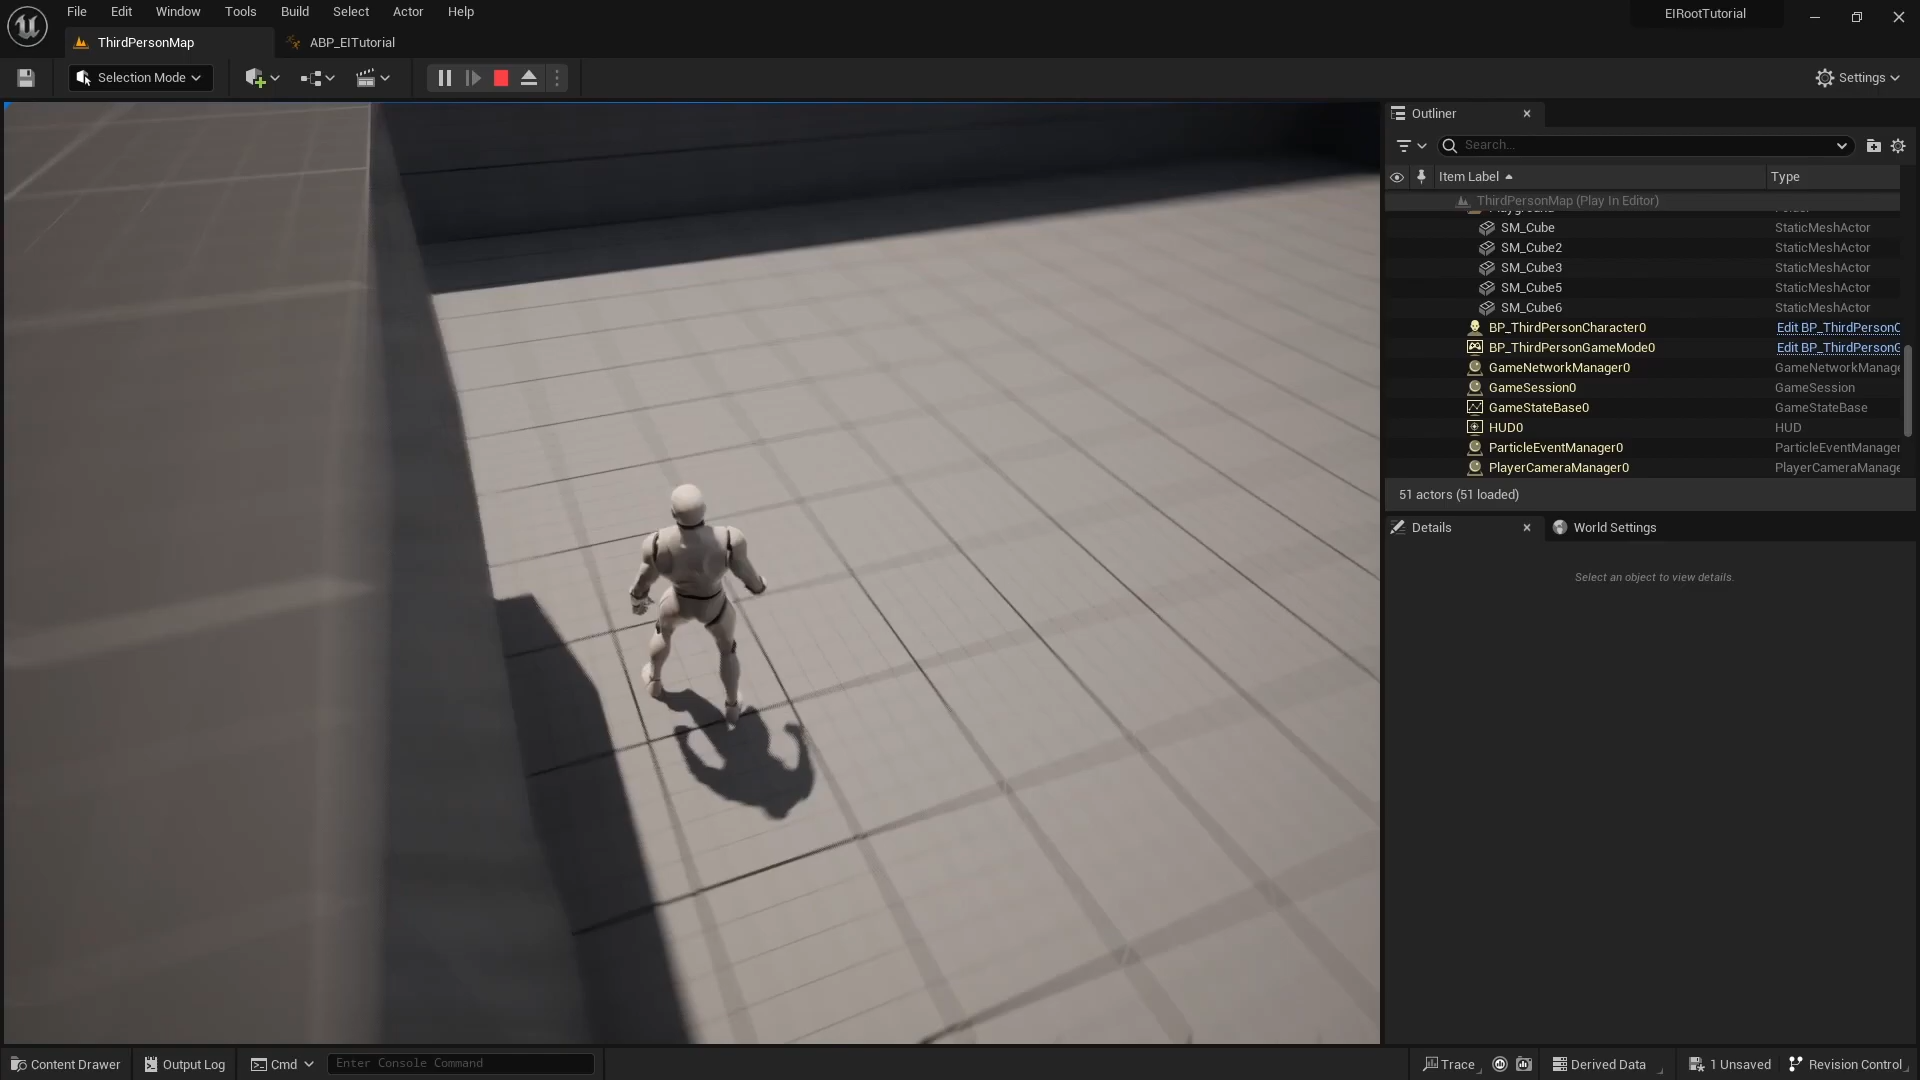 File Edit Window Tools Build Select Actor Help
EIRootTutorial
ThirdPersonMap
ABP_EITutorial
Selection Mode
Settings
Outliner
Search...
Item Label
Type
ThirdPersonMap (Play In Editor)
SM_Cube StaticMeshActor
SM_Cube2 StaticMeshActor
SM_Cube3 StaticMeshActor
SM_Cube5 StaticMeshActor
SM_Cube6 StaticMeshActor
BP_ThirdPersonCharacter0 Edit BP_ThirdPersonC
BP_ThirdPersonGameMode0 Edit BP_ThirdPersonG
GameNetworkManager0 GameNetworkManage
GameSession0 GameSession
GameStateBase0 GameStateBase
HUD0 HUD
ParticleEventManager0 ParticleEventManager
PlayerCameraManager0 PlayerCameraManage
51 actors (51 loaded)
Details
World Settings
Select an object to view details.
Content Drawer
Output Log
Cmd
Enter Console Command
Trace
Derived Data
1 Unsaved
Revision Control